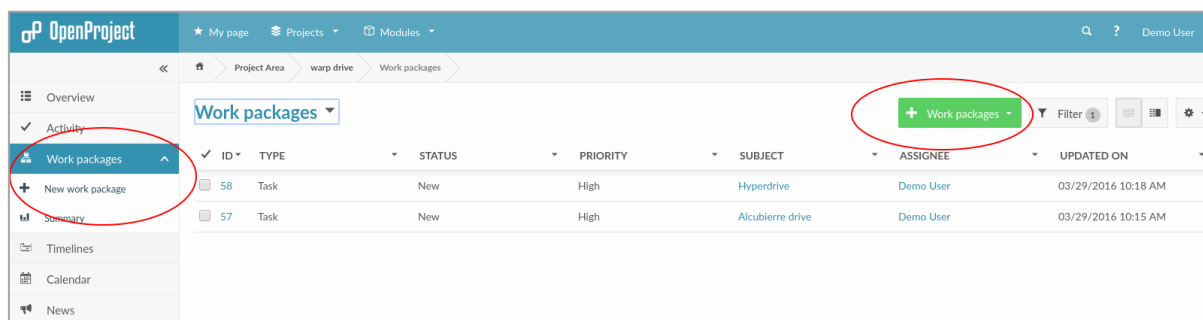 OpenProject
My page Projects Modules ? Demo User
Project Area warp drive Work packages
Overview
Activity
Work packages
New work package
Summary
Timelines
Calendar
News
Work packages
+ Work packages Filter 1
ID TYPE STATUS PRIORITY SUBJECT ASSIGNEE UPDATED ON
58 Task New High Hyperdrive Demo User 03/29/2016 10:18 AM
57 Task New High Alcubierre drive Demo User 03/29/2016 10:15 AM